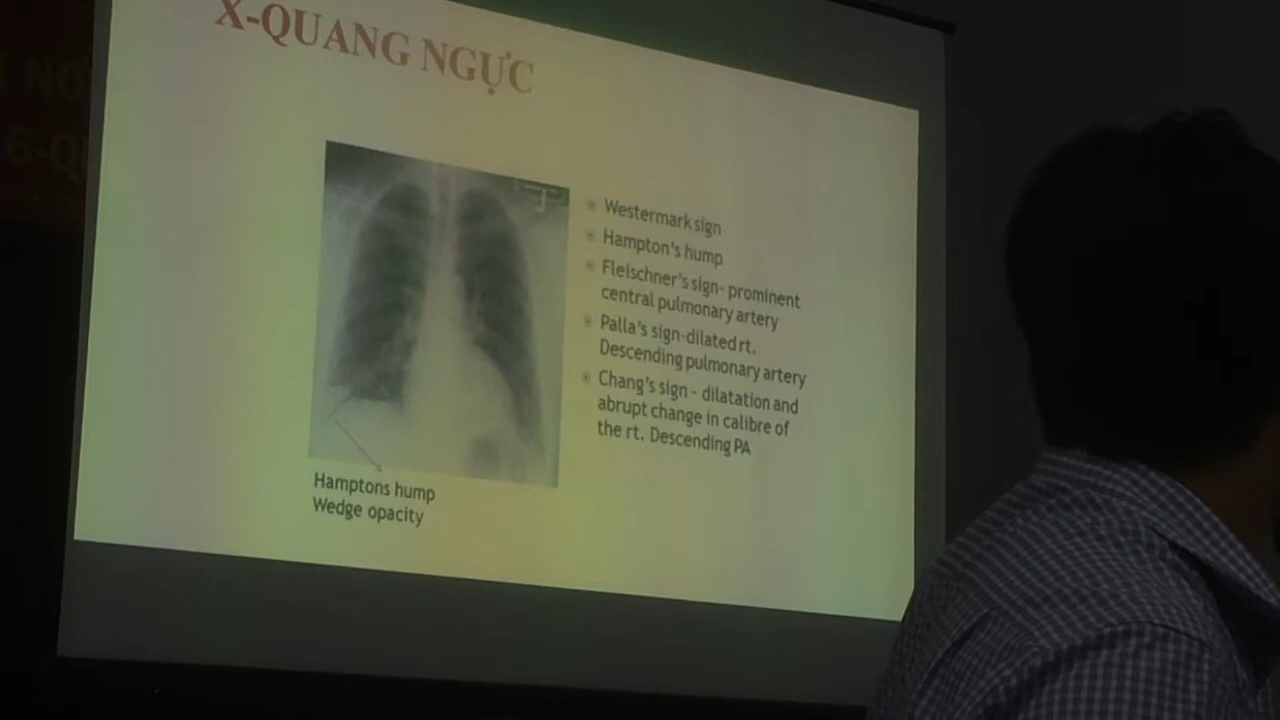 X-QUANG NGỰC
Westermark sign
Hampton's hump
Fleischner's sign- prominent
central pulmonary artery
Palla's sign-dilated rt.
Descending pulmonary artery
Chang's sign - dilatation and
abrupt change in calibre of
the rt. Descending PA
Hamptons hump
Wedge opacity